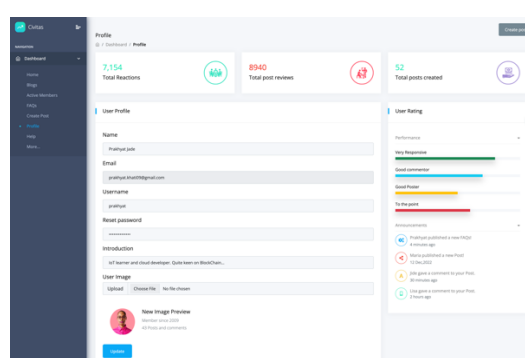 Civitas
NAVIGATION
Dashboard
Home
Blogs
Active Members
FAQs
Create Post
Profile
Help
More...
Profile
/ Dashboard / Profile
Create pos
7,154
Total Reactions
8940
Total post reviews
52
Total posts created
User Profile
Name
Prakhyat Jade
Email
Username
prakhyat
Reset password
•••••••••••
Introduction
IoT learner and cloud developer. Quite keen on BlockChain...
User Image
Upload Choose File No file chosen
New Image Preview
Member since 2020
43 Posts and comments
Update
User Rating
Performance
Very Responsive
Good commentor
Good Poster
To the point
Announcements
Prakhyat published a new FAQs!
4 minutes ago
Maria published a new Post!
12 Dec,2022
Jole gave a comment to your Post.
30 minutes ago
Lisa gave a comment to your Post.
2 hours ago